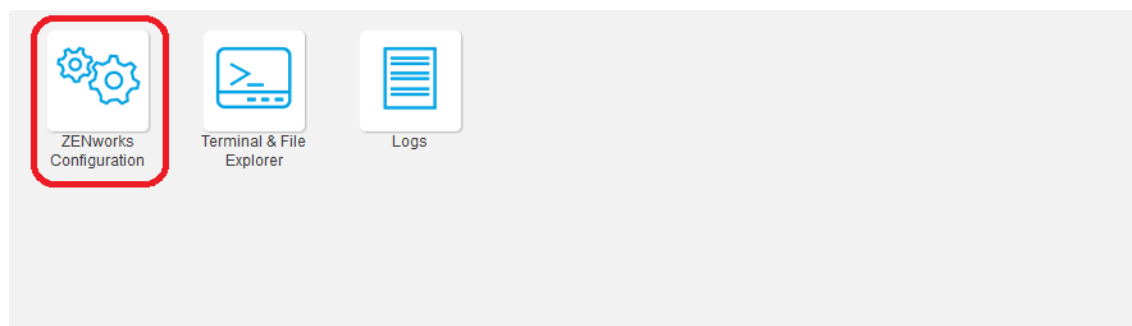 ZENworks
Configuration
Terminal & File
Explorer
Logs